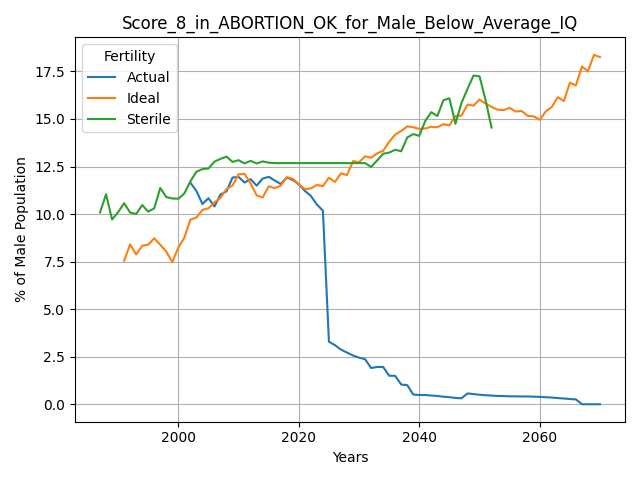 Score_8_in_ABORTION_OK_for_Male_Below_Average_IQ
Fertility
Actual
Ideal
Sterile
% of Male Population
17.5
15.0
12.5
10.0
7.5
5.0
2.5
0.0
2000 2020 2040 2060
Years